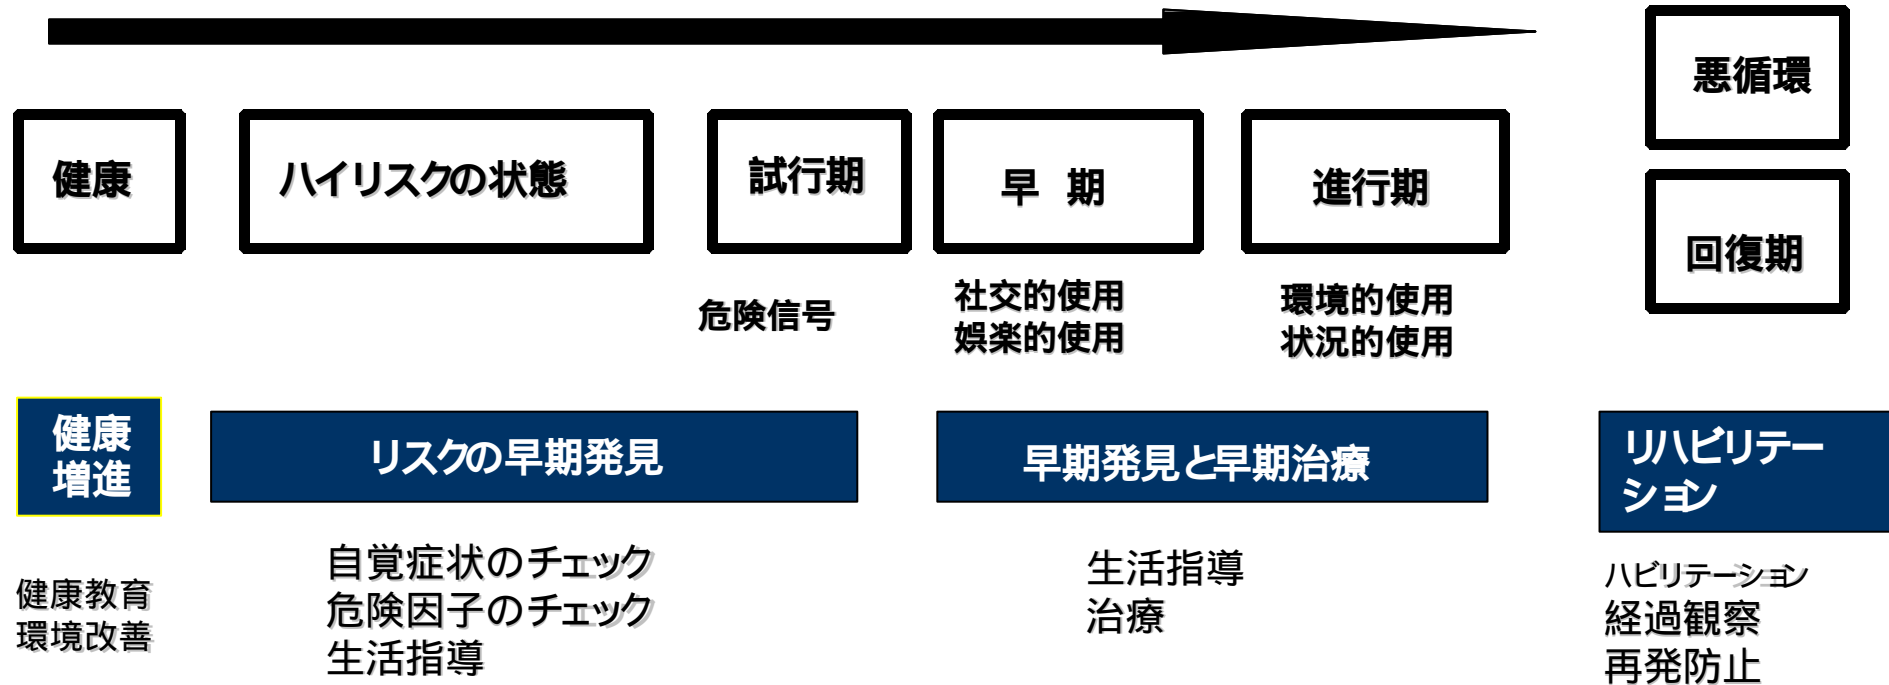 悪循環
健康
ハイリスクの状態
試行期
早 期
進行期
回復期
危険信号
社交的使用
娯楽的使用
環境的使用
状況的使用
健康
増進
リスクの早期発見
早期発見と早期治療
リハビリテー
ション
健康教育
環境改善
自覚症状のチェック
危険因子のチェック
生活指導
生活指導
治療
ハビリテーション
経過観察
再発防止